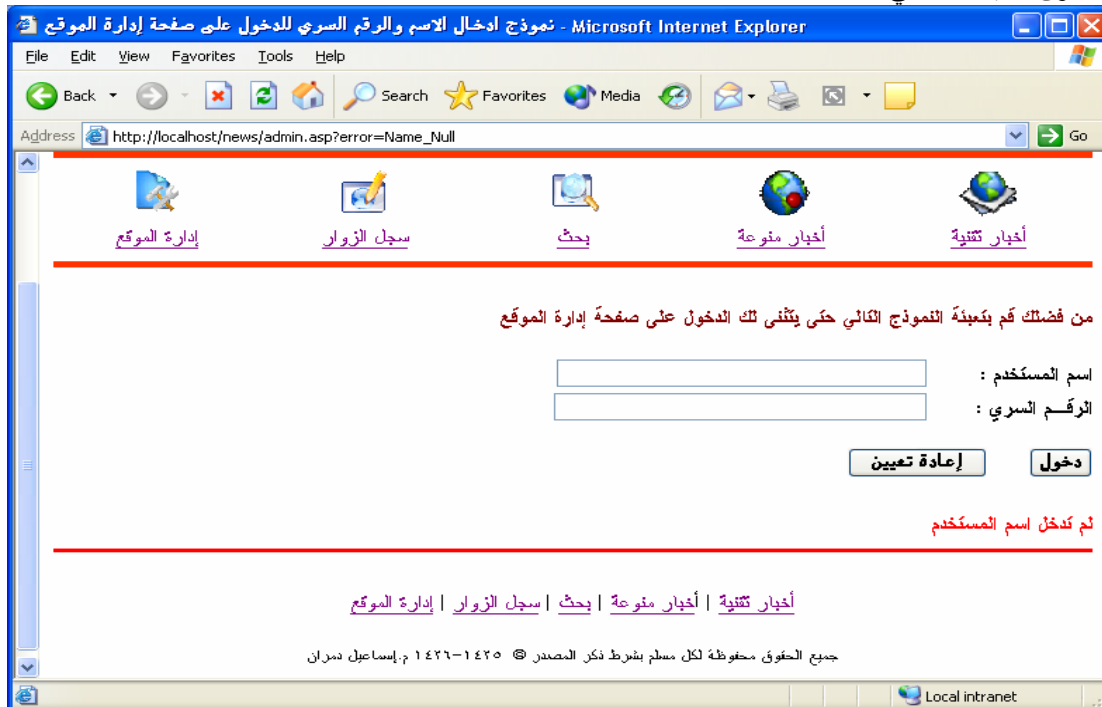 نموذج ادخال الاسم والرقم السري للدخول على صفحة إدارة الموقع - Microsoft Internet Explorer
File Edit View Favorites Tools Help
Back Search Favorites Media
Address http://localhost/news/admin.asp?error=Name_Null Go
أخبار تقنية أخبار منوعة بحث سجل الزوار إدارة الموقع
من فضلك قم بتعبئة النموذج التالي حتى يتثنى لك الدخول على صفحة إدارة الموقع
اسم المستخدم :
الرقــم السري :
دخول إعادة تعيين
لم تدخل اسم المستخدم
أخبار تقنية | أخبار منوعة | بحث | سجل الزوار | إدارة الموقع
جميع الحقوق محفوظة لكل مسلم بشرط ذكر المصدر © ١٤٢٥-١٤٢٦ م.إسماعيل دمران
Local intranet